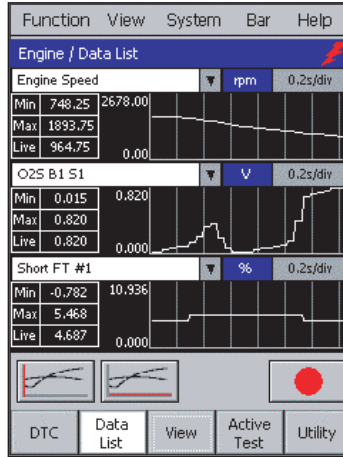 Function View System Bar Help
Engine / Data List
Engine Speed rpm 0.2s/div
Min 748.25 2678.00
Max 1893.75
Live 964.75 0.00
O2S B1 S1 V 0.2s/div
Min 0.015 0.820
Max 0.820
Live 0.820 0.000
Short FT #1 % 0.2s/div
Min -0.782 10.936
Max 5.468
Live 4.687 0.000
DTC Data List View Active Test Utility